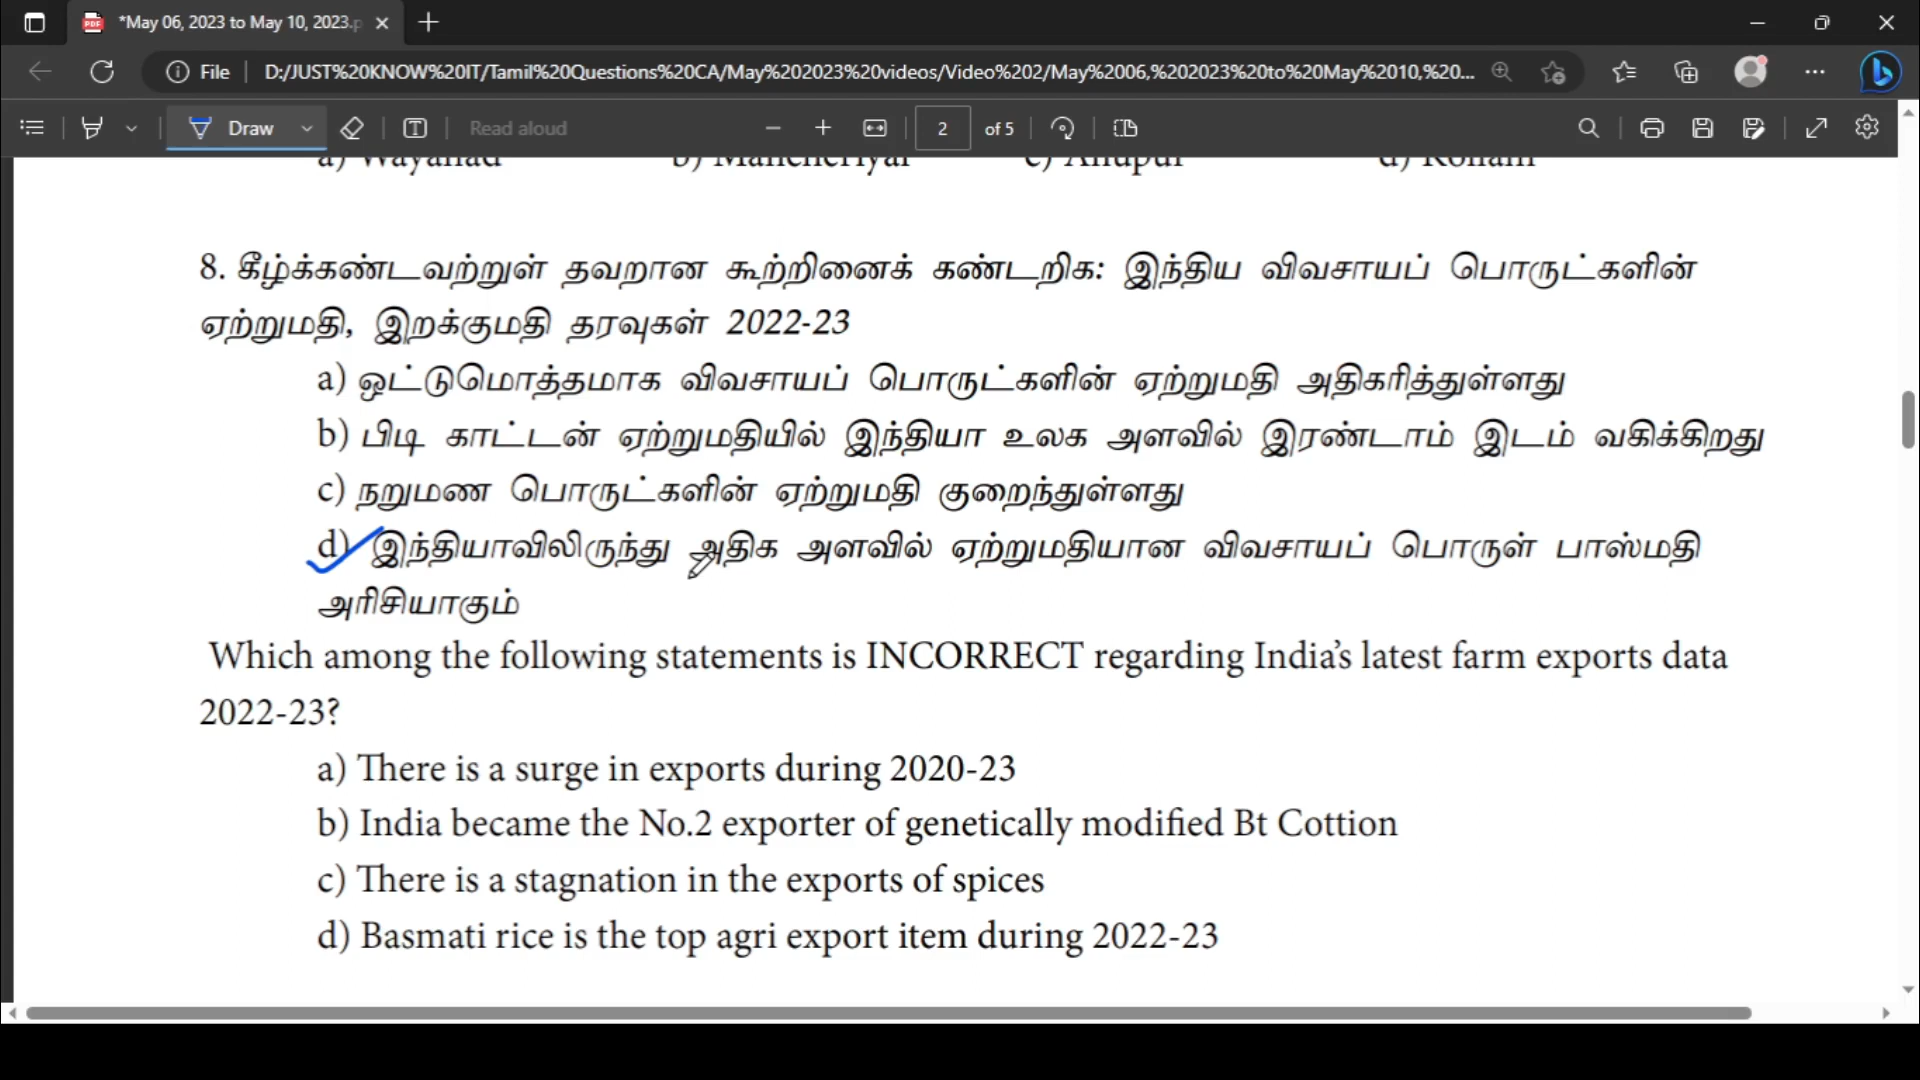 *May 06, 2023 to May 10, 2023.p
File
D:/JUST%20KNOW%20IT/Tamil%20Questions%20CA/May%202023%20videos/Video%202/May%2006,%202023%20to%20May%2010,%20...
Draw
Read aloud
2 of 5
a) Wayanad b) Mancheriyal c) Anupur d) Kollam
8. கீழ்க்கண்டவற்றுள் தவறான கூற்றினைக் கண்டறிக: இந்திய விவசாயப் பொருட்களின்
ஏற்றுமதி, இறக்குமதி தரவுகள் 2022-23
a) ஒட்டுமொத்தமாக விவசாயப் பொருட்களின் ஏற்றுமதி அதிகரித்துள்ளது
b) பிடி காட்டன் ஏற்றுமதியில் இந்தியா உலக அளவில் இரண்டாம் இடம் வகிக்கிறது
c) நறுமண பொருட்களின் ஏற்றுமதி குறைந்துள்ளது
d) இந்தியாவிலிருந்து அதிக அளவில் ஏற்றுமதியான விவசாயப் பொருள் பாஸ்மதி
அரிசியாகும்
Which among the following statements is INCORRECT regarding India’s latest farm exports data
2022-23?
a) There is a surge in exports during 2020-23
b) India became the No.2 exporter of genetically modified Bt Cottion
c) There is a stagnation in the exports of spices
d) Basmati rice is the top agri export item during 2022-23